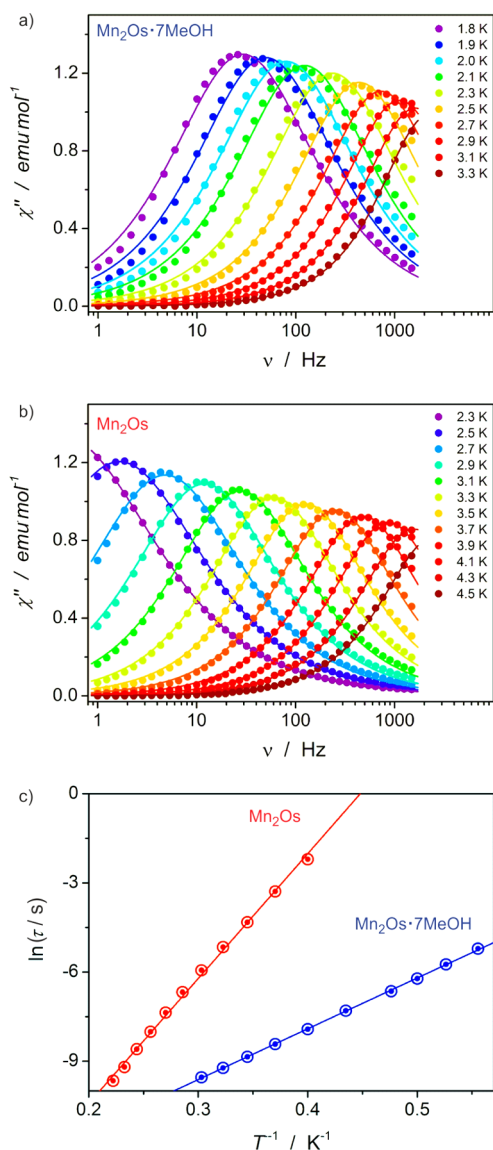 a)
Mn₂Os•7MeOH
1.8 K
1.9 K
2.0 K
2.1 K
2.3 K
2.5 K
2.7 K
2.9 K
3.1 K
3.3 K
χ'' / emumol⁻¹
1.2
0.8
0.4
0.0
1
10
100
1000
ν / Hz
b)
Mn₂Os
2.3 K
2.5 K
2.7 K
2.9 K
3.1 K
3.3 K
3.5 K
3.7 K
3.9 K
4.1 K
4.3 K
4.5 K
χ'' / emumol⁻¹
1.2
0.8
0.4
0.0
1
10
100
1000
ν / Hz
c)
Mn₂Os
Mn₂Os•7MeOH
ln(τ / s)
0
-3
-6
-9
0.2
0.3
0.4
0.5
T⁻¹ / K⁻¹